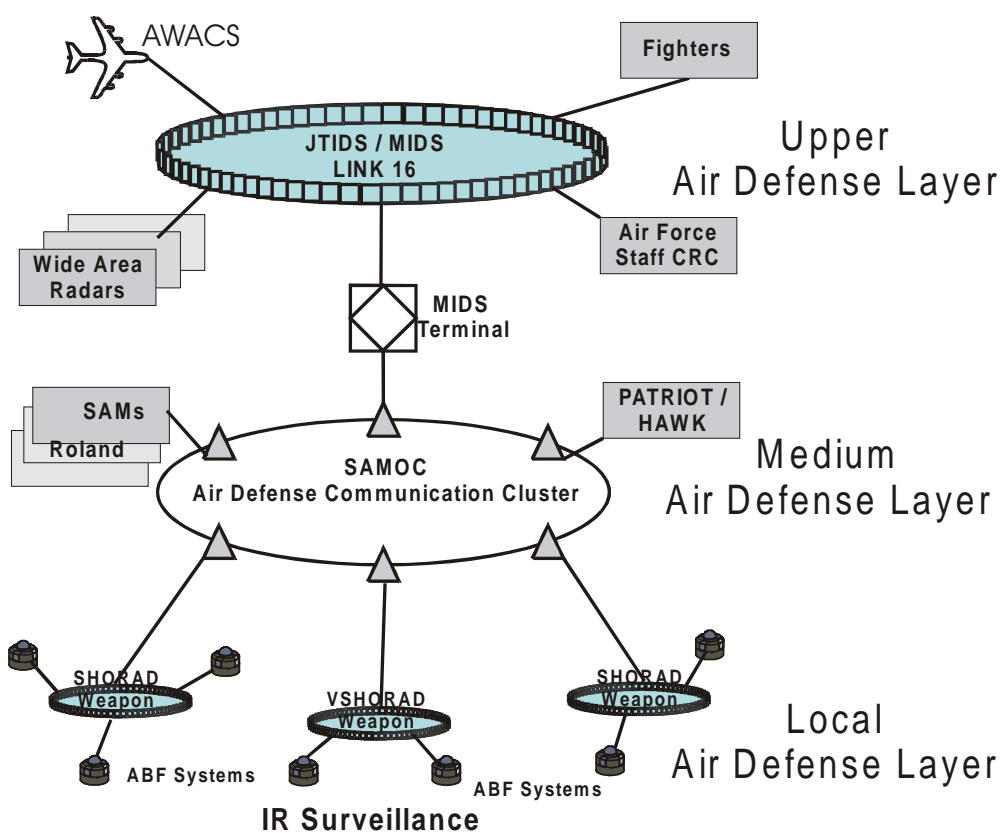 AWACS
Fighters
JTIDS / MIDS
LINK 16
Upper
Air Defense Layer
Wide Area
Radars
Air Force
Staff CRC
MIDS
Terminal
SAMs
Roland
PATRIOT /
HAWK
SAMOC
Air Defense Communication Cluster
Medium
Air Defense Layer
SHORAD
Weapon
VSHORAD
Weapon
SHORAD
Weapon
Local
Air Defense Layer
ABF Systems
ABF Systems
IR Surveillance